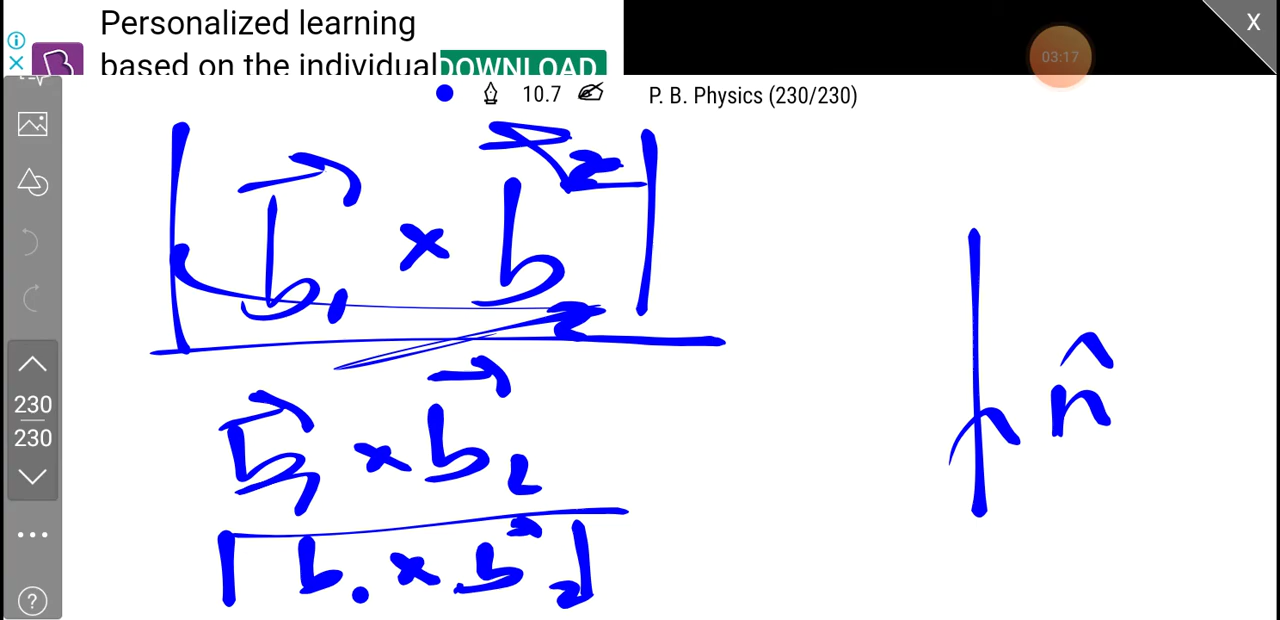 Personalized learning
based on the individual DOWNLOAD
X
03:17
10.7 P. B. Physics (230/230)
| b₁ × b₂ |
b₁ × b₂
| b₁ × b₂ |
n̂
230
230
?